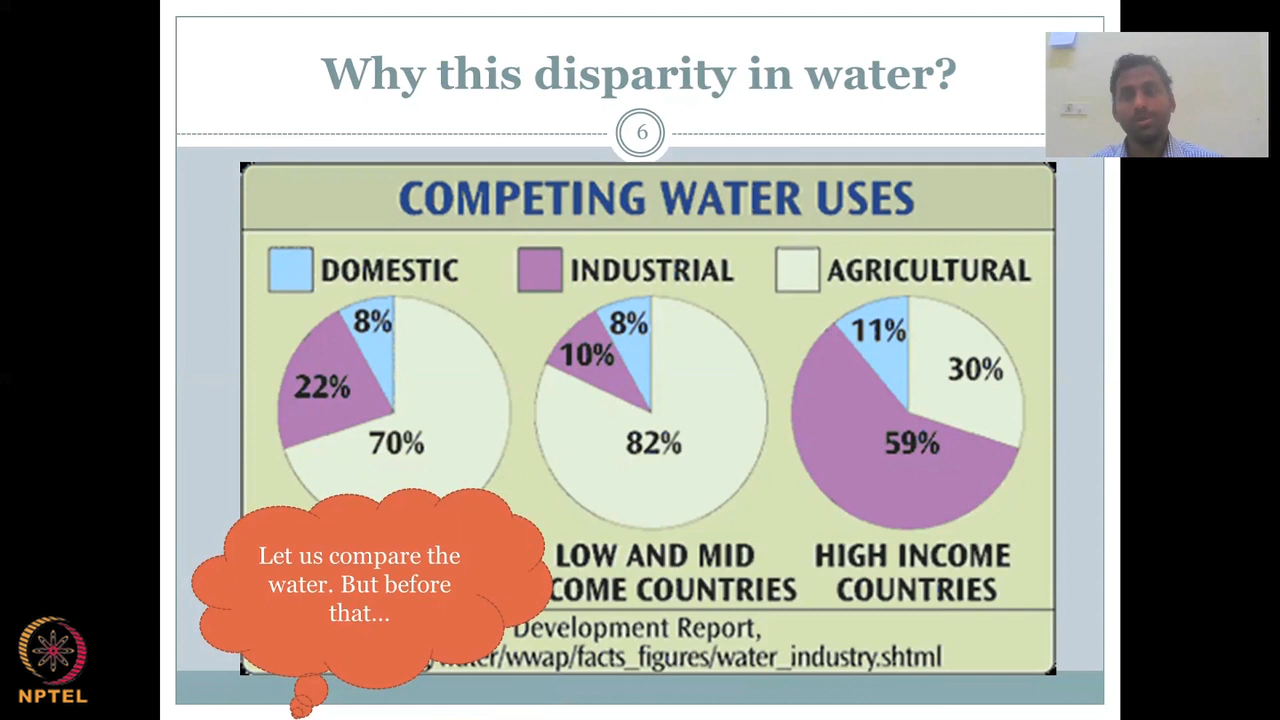 Why this disparity in water?
6
COMPETING WATER USES
DOMESTIC
INDUSTRIAL
AGRICULTURAL
8%
22%
70%
8%
10%
82%
11%
30%
59%
LOW AND MID
COME COUNTRIES
HIGH INCOME
COUNTRIES
Development Report,
/wwap/facts_figures/water_industry.shtml
Let us compare the
water. But before
that...
NPTEL